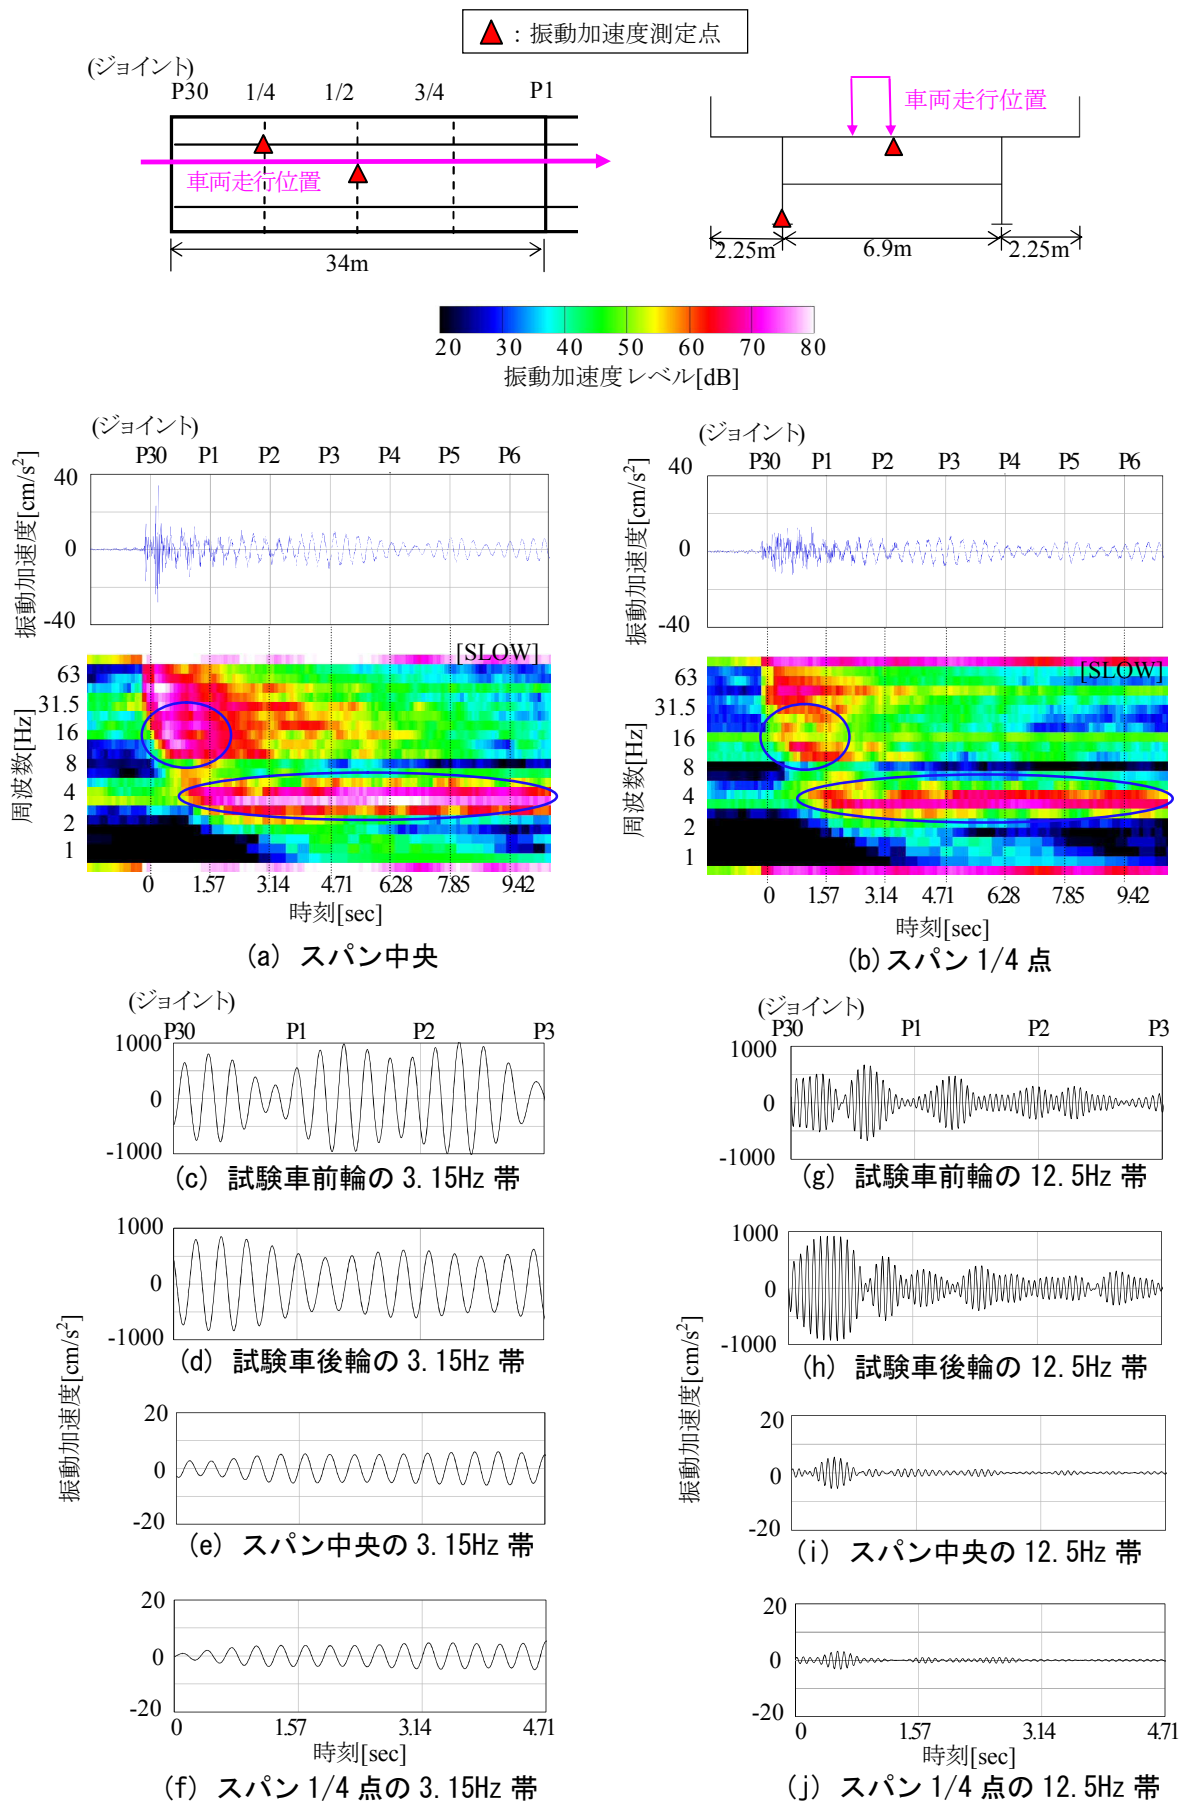 ：振動加速度測定点
(ジョイント)
P30 1/4 1/2 3/4 P1
車両走行位置
34m
車両走行位置
2.25m 6.9m 2.25m
20 30 40 50 60 70 80
振動加速度レベル[dB]
(ジョイント)
P30 P1 P2 P3 P4 P5 P6
振動加速度[cm/s²]
40
0
-40
[SLOW]
周波数[Hz]
63
31.5
16
8
4
2
1
0 1.57 3.14 4.71 6.28 7.85 9.42
時刻[sec]
(a) スパン中央
(ジョイント)
P30 P1 P2 P3 P4 P5 P6
振動加速度[cm/s²]
40
0
-40
[SLOW]
周波数[Hz]
63
31.5
16
8
4
2
1
0 1.57 3.14 4.71 6.28 7.85 9.42
時刻[sec]
(b)スパン 1/4 点
(ジョイント)
P30 P1 P2 P3
1000
0
-1000
(c) 試験車前輪の 3.15Hz 帯
1000
0
-1000
(d) 試験車後輪の 3.15Hz 帯
振動加速度[cm/s²]
20
0
-20
(e) スパン中央の 3.15Hz 帯
20
0
-20
0 1.57 3.14 4.71
時刻[sec]
(f) スパン 1/4 点の 3.15Hz 帯
(ジョイント)
P30 P1 P2 P3
1000
0
-1000
(g) 試験車前輪の 12.5Hz 帯
1000
0
-1000
(h) 試験車後輪の 12.5Hz 帯
振動加速度[cm/s²]
20
0
-20
(i) スパン中央の 12.5Hz 帯
20
0
-20
0 1.57 3.14 4.71
時刻[sec]
(j) スパン 1/4 点の 12.5Hz 帯